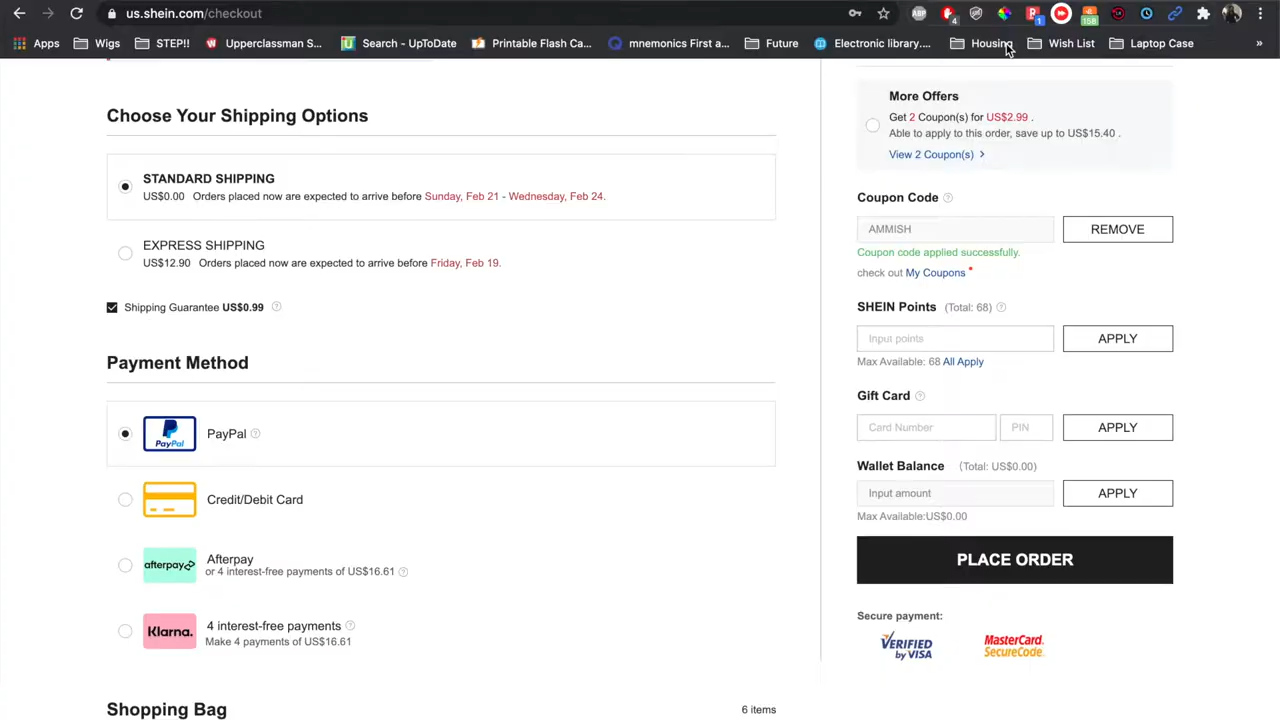 us.shein.com/checkout
4
1
158
Apps
Wigs
STEP!!
Upperclassman S...
Search - UpToDate
Printable Flash Ca...
mnemonics First a...
Future
Electronic library....
Housing
Wish List
Laptop Case
»
Choose Your Shipping Options
STANDARD SHIPPING
US$0.00 Orders placed now are expected to arrive before Sunday, Feb 21 - Wednesday, Feb 24.
EXPRESS SHIPPING
US$12.90 Orders placed now are expected to arrive before Friday, Feb 19.
Shipping Guarantee US$0.99 ?
Payment Method
PayPal
PayPal ?
Credit/Debit Card
afterpay
Afterpay ?
or 4 interest-free payments of US$16.61
Klarna.
4 interest-free payments ?
Make 4 payments of US$16.61
Shopping Bag
6 items
More Offers
Get 2 Coupon(s) for US$2.99 .
Able to apply to this order, save up to US$15.40 .
View 2 Coupon(s) >
Coupon Code ?
AMMISH
REMOVE
Coupon code applied successfully.
check out My Coupons
SHEIN Points (Total: 68) ?
Input points
APPLY
Max Available: 68 All Apply
Gift Card ?
Card Number
PIN
APPLY
Wallet Balance (Total: US$0.00)
Input amount
APPLY
Max Available:US$0.00
PLACE ORDER
Secure payment:
VERIFIED
by VISA
MasterCard.
SecureCode.